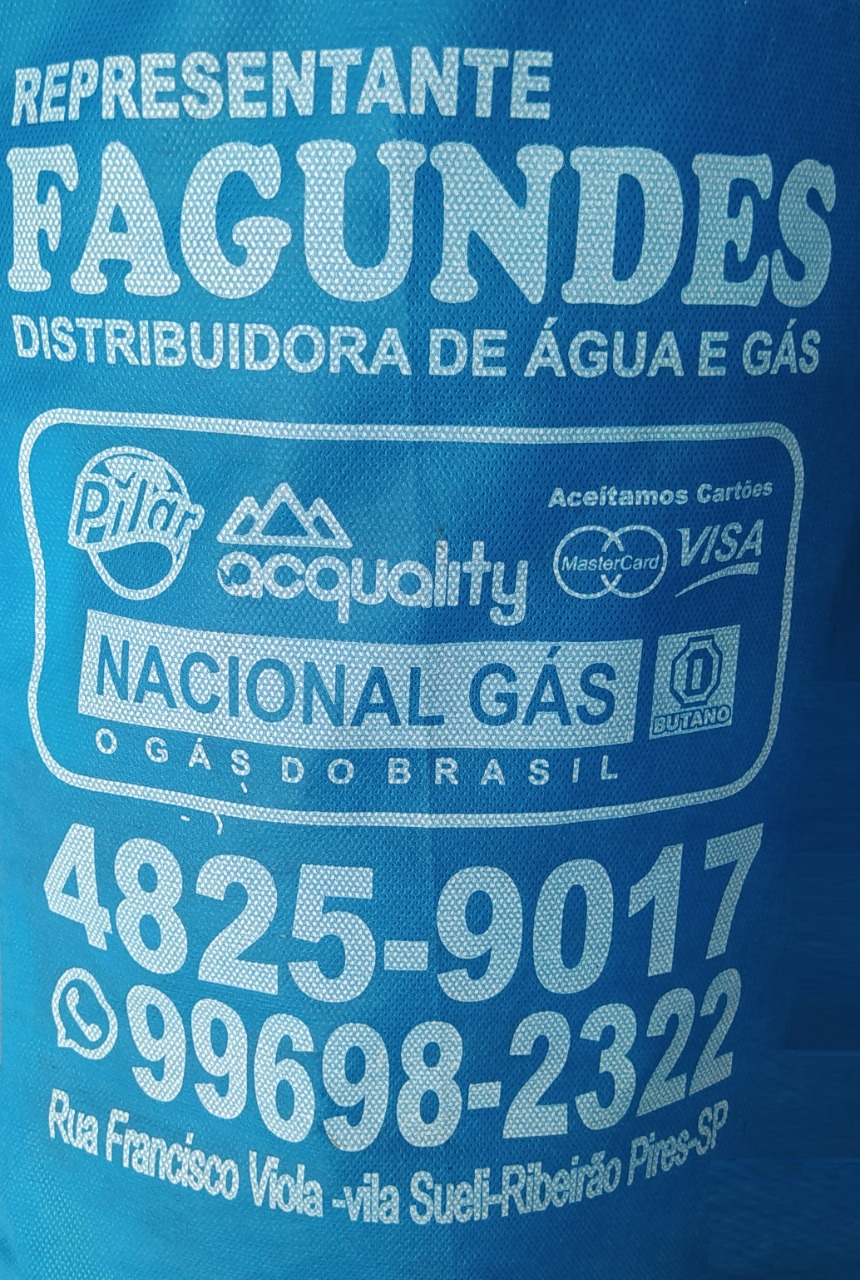 REPRESENTANTE
FAGUNDES
DISTRIBUIDORA DE ÁGUA E GÁS
Pilar
acquality
Aceitamos Cartões
MasterCard VISA
NACIONAL GÁS
BUTANO
O GÁS DO BRASIL
4825-9017
99698-2322
Rua Francisco Viola -vila Sueli-Ribeirão Pires-SP